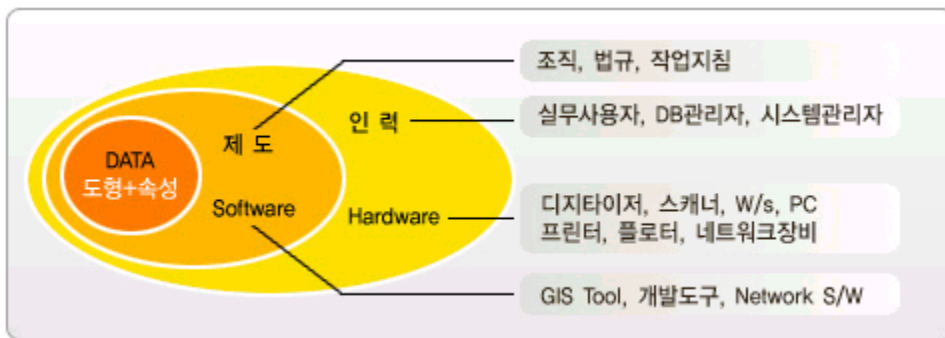 DATA
도형+속성
제 도
Software
인 력
Hardware
조직, 법규, 작업지침
실무사용자, DB관리자, 시스템관리자
디지타이저, 스캐너, W/s, PC
프린터, 플로터, 네트워크장비
GIS Tool, 개발도구, Network S/W